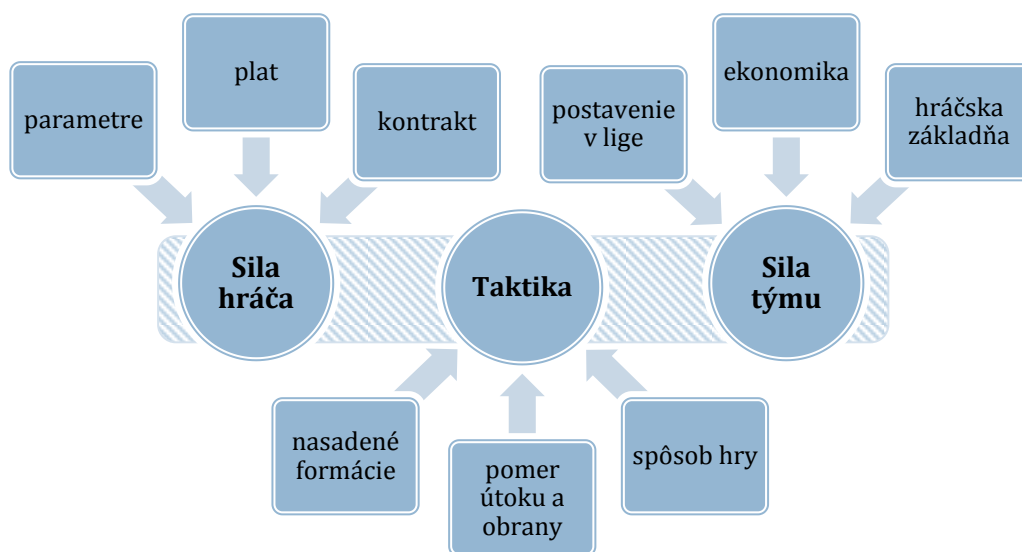 parametre
plat
kontrakt
postavenie
v lige
ekonomika
hráčska
základňa
Sila
hráča
Taktika
Sila
týmu
nasadené
formácie
pomer
útoku a
obrany
spôsob hry